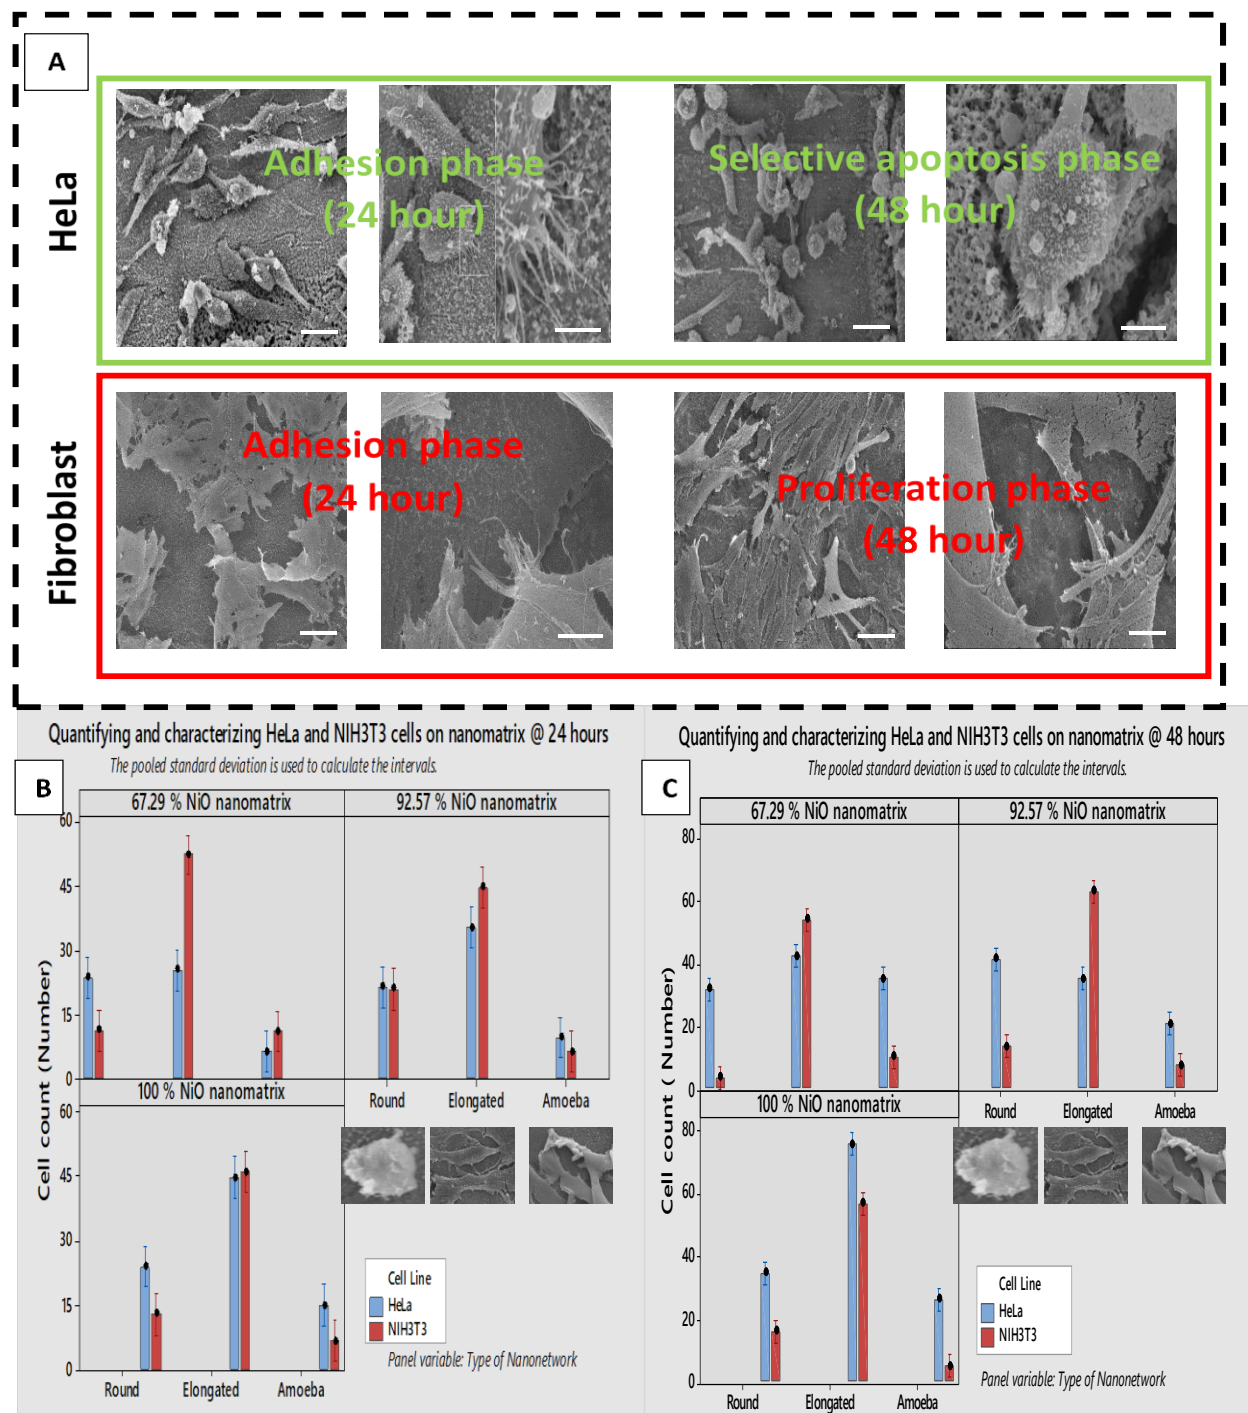 A
HeLa
Adhesion phase
(24 hour)
Selective apoptosis phase
(48 hour)
Fibroblast
Adhesion phase
(24 hour)
Proliferation phase
(48 hour)
Quantifying and characterizing HeLa and NIH3T3 cells on nanomatrix @ 24 hours
The pooled standard deviation is used to calculate the intervals.
B
67.29 % NiO nanomatrix
92.57 % NiO nanomatrix
60
45
30
15
0
100 % NiO nanomatrix
Round
Elongated
Amoeba
60
45
30
15
0
Cell count (Number)
Round
Elongated
Amoeba
Cell Line
HeLa
NIH3T3
Panel variable: Type of Nanonetwork
Quantifying and characterizing HeLa and NIH3T3 cells on nanomatrix @ 48 hours
The pooled standard deviation is used to calculate the intervals.
C
67.29 % NiO nanomatrix
92.57 % NiO nanomatrix
80
60
40
20
0
100 % NiO nanomatrix
Round
Elongated
Amoeba
80
60
40
20
0
Cell count ( Number)
Round
Elongated
Amoeba
Cell Line
HeLa
NIH3T3
Panel variable: Type of Nanonetwork